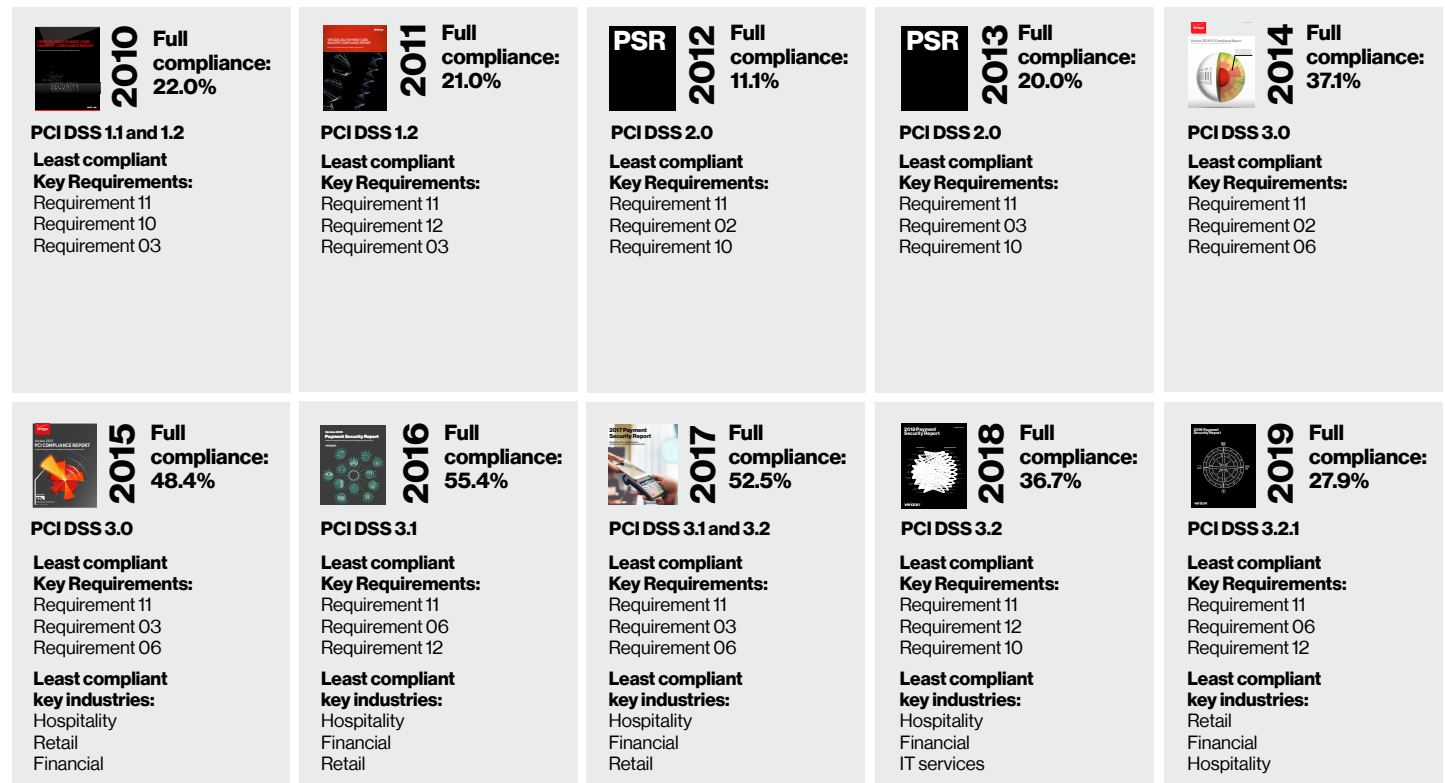 2010
Full
compliance:
22.0%
PCI DSS 1.1 and 1.2
Least compliant
Key Requirements:
Requirement 11
Requirement 10
Requirement 03
2011
Full
compliance:
21.0%
PCI DSS 1.2
Least compliant
Key Requirements:
Requirement 11
Requirement 12
Requirement 03
PSR
2012
Full
compliance:
11.1%
PCI DSS 2.0
Least compliant
Key Requirements:
Requirement 11
Requirement 02
Requirement 10
PSR
2013
Full
compliance:
20.0%
PCI DSS 2.0
Least compliant
Key Requirements:
Requirement 11
Requirement 03
Requirement 10
2014
Full
compliance:
37.1%
PCI DSS 3.0
Least compliant
Key Requirements:
Requirement 11
Requirement 02
Requirement 06
PCI COMPLIANCE REPORT
2015
Full
compliance:
48.4%
PCI DSS 3.0
Least compliant
Key Requirements:
Requirement 11
Requirement 03
Requirement 06
Least compliant
key industries:
Hospitality
Retail
Financial
Payment Security Report
2016
Full
compliance:
55.4%
PCI DSS 3.1
Least compliant
Key Requirements:
Requirement 11
Requirement 06
Requirement 12
Least compliant
key industries:
Hospitality
Financial
Retail
2017 Payment
Security Report
2017
Full
compliance:
52.5%
PCI DSS 3.1 and 3.2
Least compliant
Key Requirements:
Requirement 11
Requirement 03
Requirement 06
Least compliant
key industries:
Hospitality
Financial
Retail
2018 Payment
Security Report
verizon
2018
Full
compliance:
36.7%
PCI DSS 3.2
Least compliant
Key Requirements:
Requirement 11
Requirement 12
Requirement 10
Least compliant
key industries:
Hospitality
Financial
IT services
2019 Payment
Security Report
verizon
2019
Full
compliance:
27.9%
PCI DSS 3.2.1
Least compliant
Key Requirements:
Requirement 11
Requirement 06
Requirement 12
Least compliant
key industries:
Retail
Financial
Hospitality